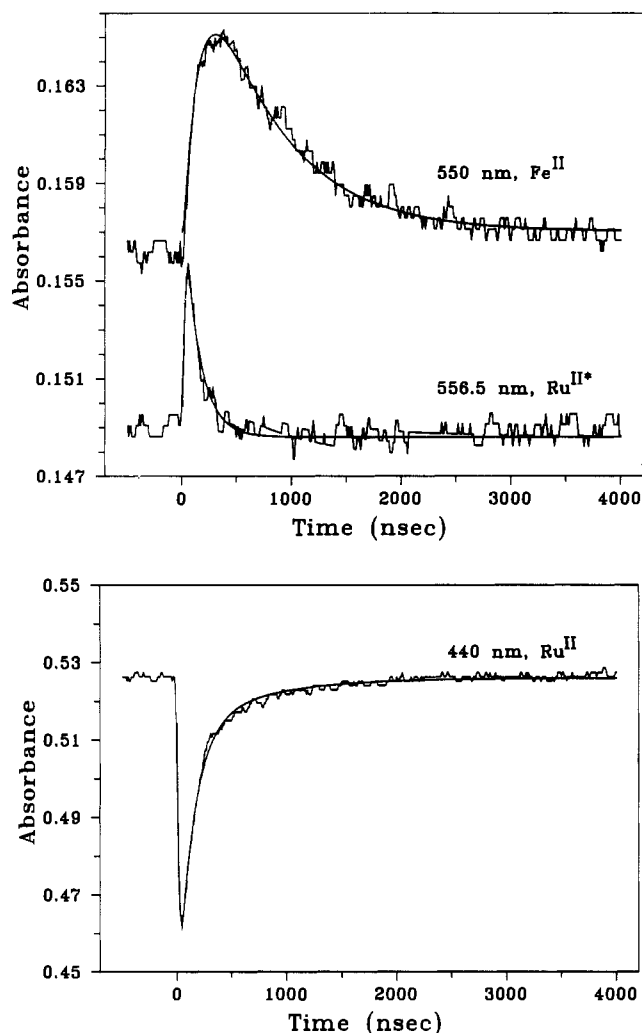 0.163
0.159
0.155
0.151
0.147
Absorbance
550 nm, Fe^II
556.5 nm, Ru^II*
0 1000 2000 3000 4000
Time (nsec)
0.55
0.53
0.51
0.49
0.47
0.45
Absorbance
440 nm, Ru^II
0 1000 2000 3000 4000
Time (nsec)